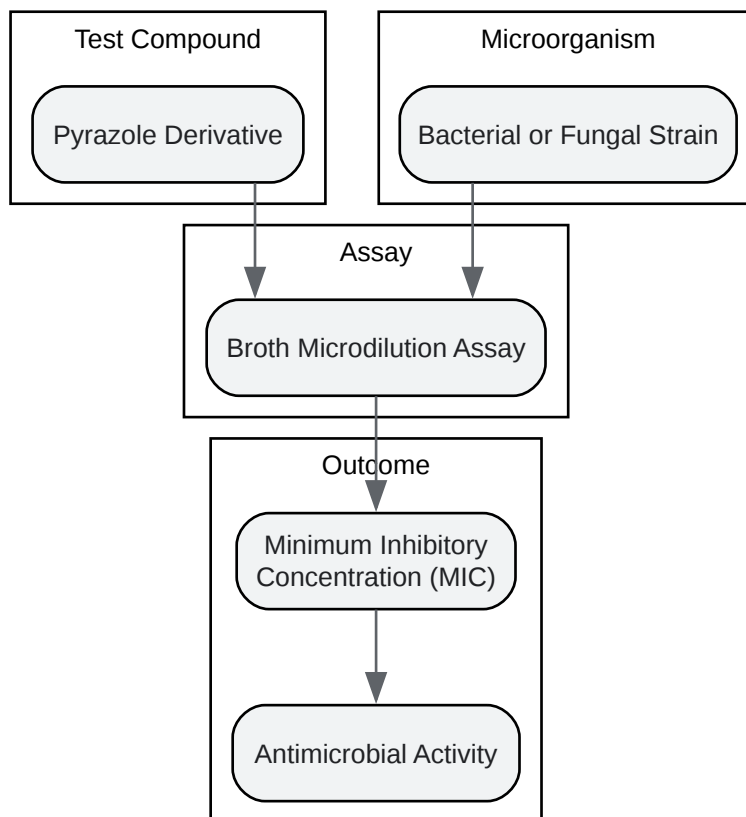 Test Compound
Microorganism
Pyrazole Derivative
Bacterial or Fungal Strain
Assay
Broth Microdilution Assay
Outcome
Minimum Inhibitory
Concentration (MIC)
Antimicrobial Activity